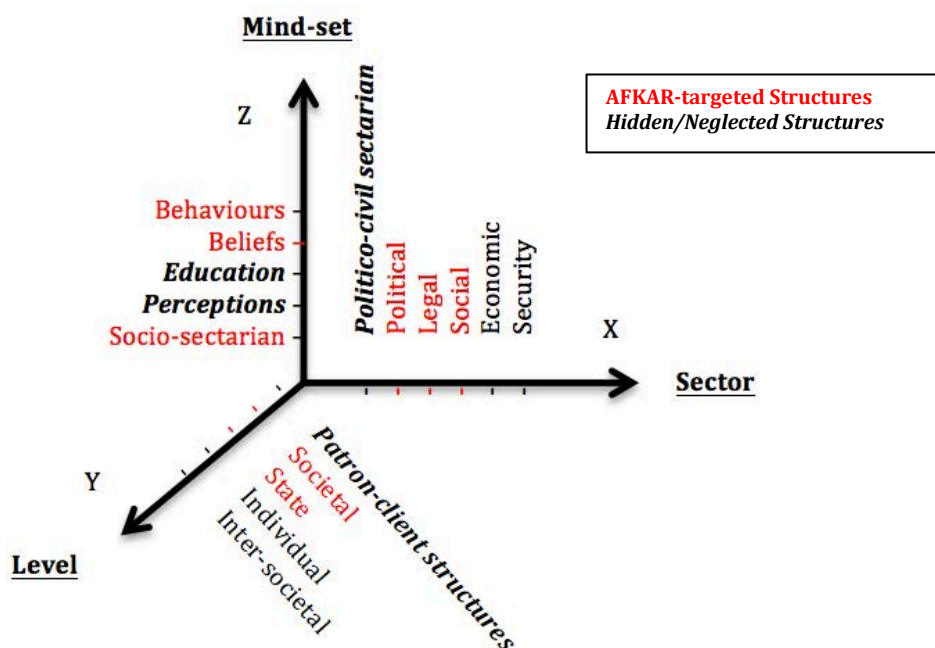 Mind-set
AFKAR-targeted Structures
Hidden/Neglected Structures
Z
Behaviours
Beliefs
Education
Perceptions
Socio-sectarian
Politico-civil sectarian
Political
Legal
Social
Economic
Security
X
Sector
Y
Level
Patron-client structures
Societal
State
Individual
Inter-societal